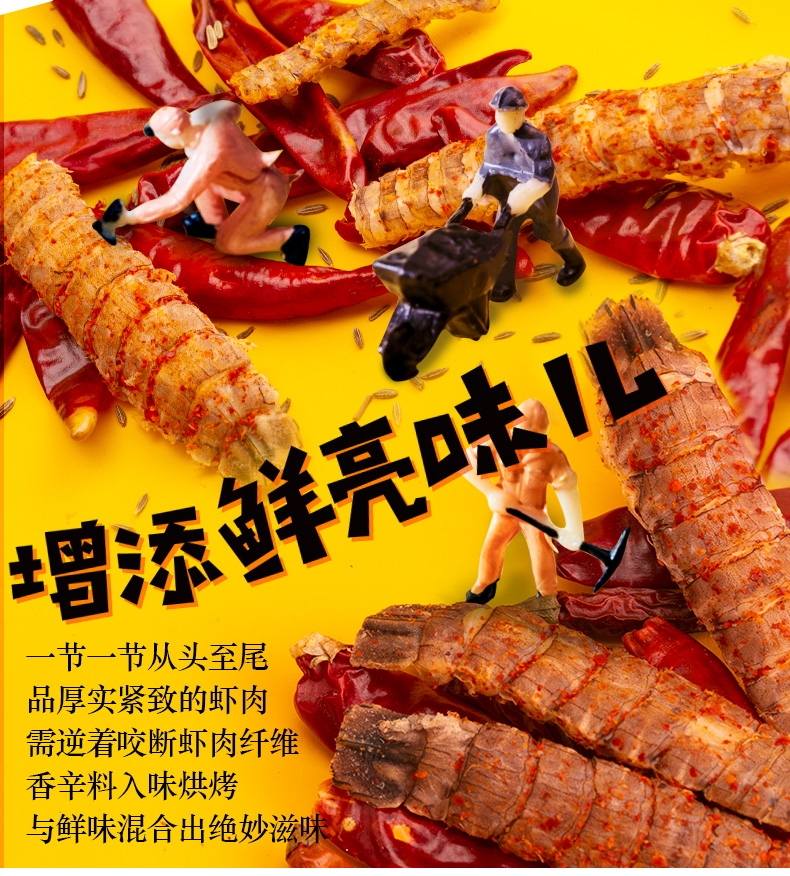 增添鲜亮味儿
一节一节从头至尾
品厚实紧致的虾肉
需逆着咬断虾肉纤维
香辛料入味烘烤
与鲜味混合出绝妙滋味